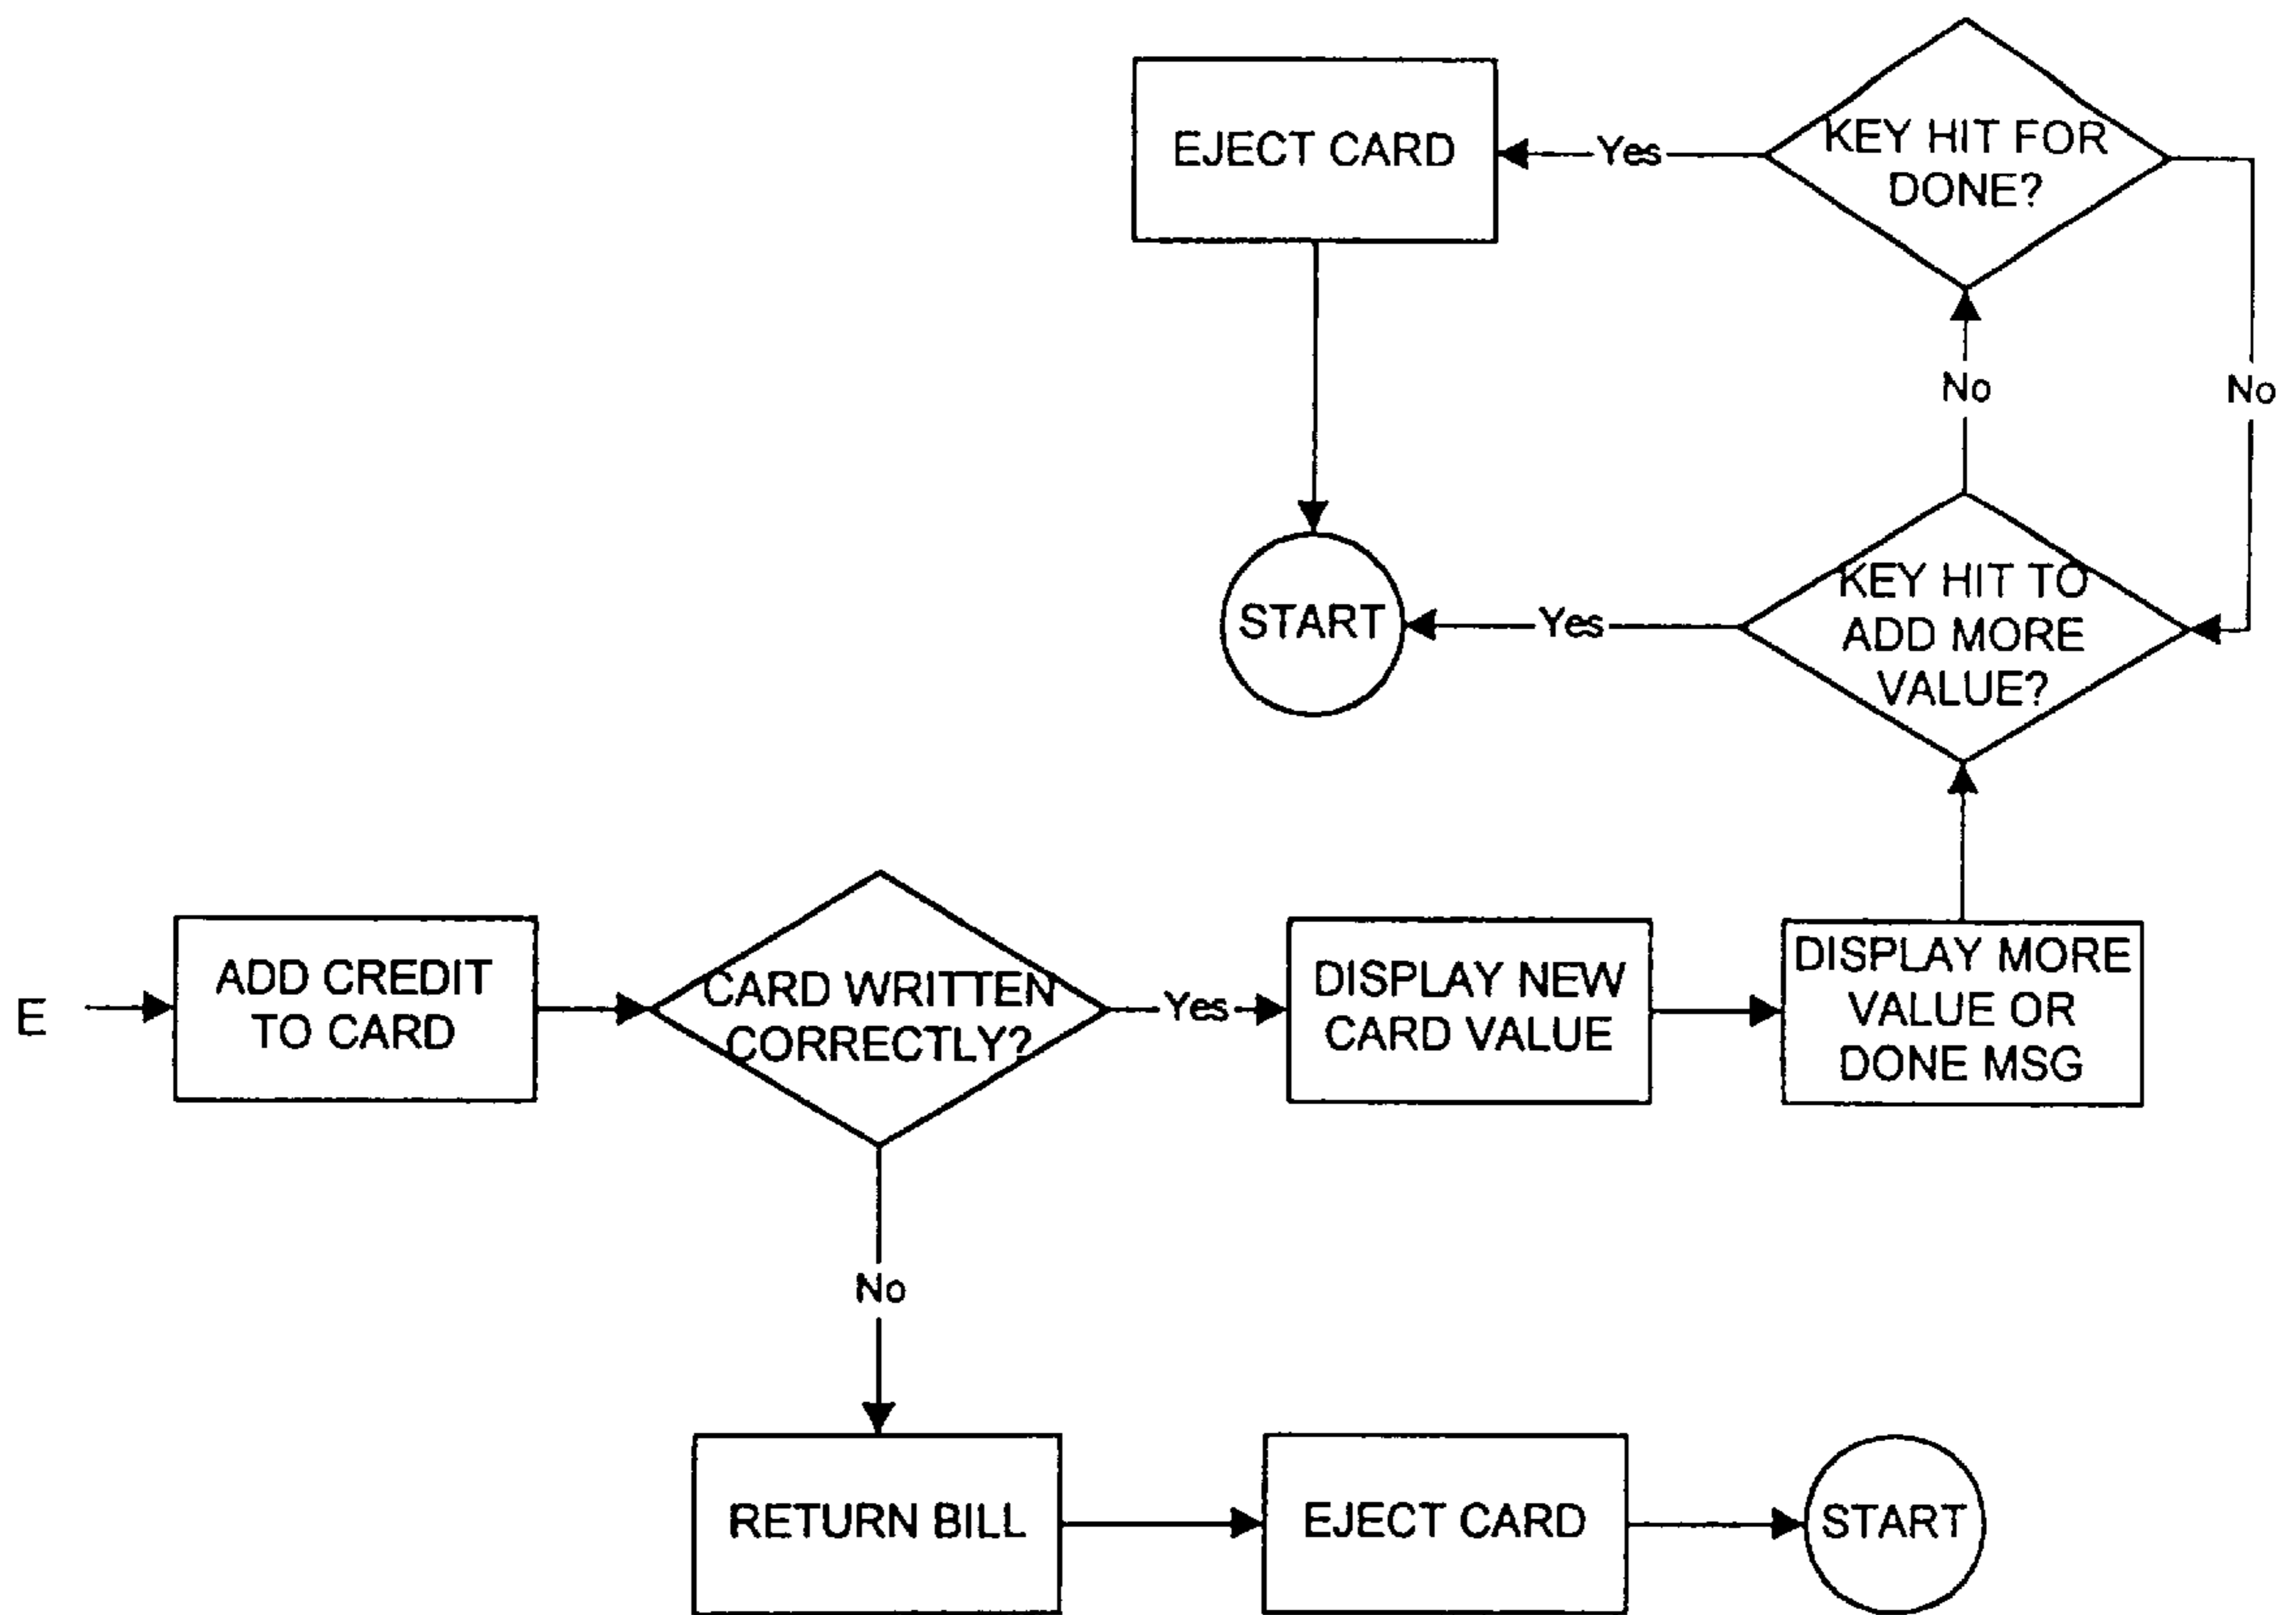 KEY HIT FOR
DONE?
Yes
EJECT CARD
No
No
KEY HIT TO
ADD MORE
VALUE?
Yes
START
E
ADD CREDIT
TO CARD
CARD WRITTEN
CORRECTLY?
Yes
DISPLAY NEW
CARD VALUE
DISPLAY MORE
VALUE OR
DONE MSG
No
RETURN BILL
EJECT CARD
START